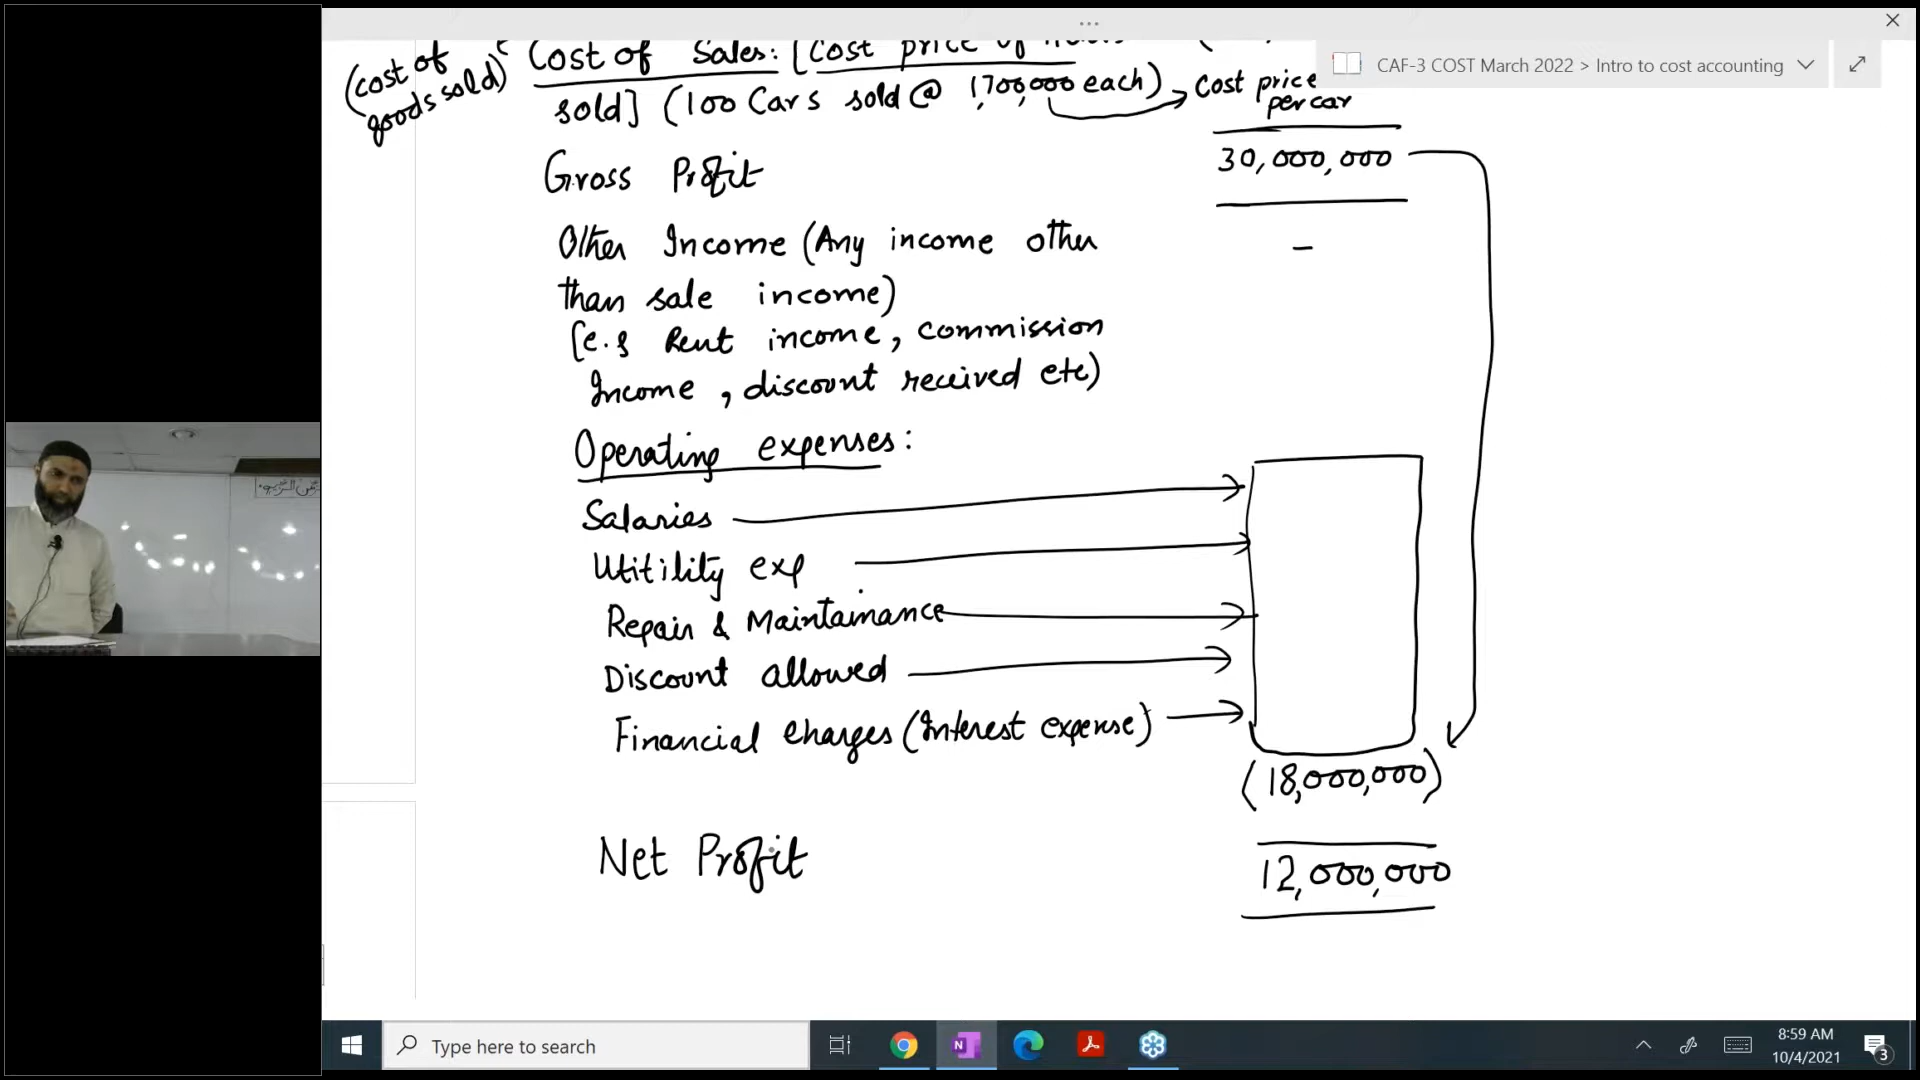 CAF-3 COST March 2022 > Intro to cost accounting
(cost of
goods sold)
Cost of Sales: [Cost price of
sold] (100 Cars sold @ 1,700,000 each) → Cost price
per car
Gross Profit 30,000,000
Other Income (Any income other –
than sale income)
[e.g Rent income, commission
Income, discount received etc)
Operating expenses:
Salaries
Utitility exp
Repair & Maintainance
Discount allowed
Financial Charges (Interest expense)
(18,000,000)
Net Profit 12,000,000
Type here to search
8:59 AM
10/4/2021
3